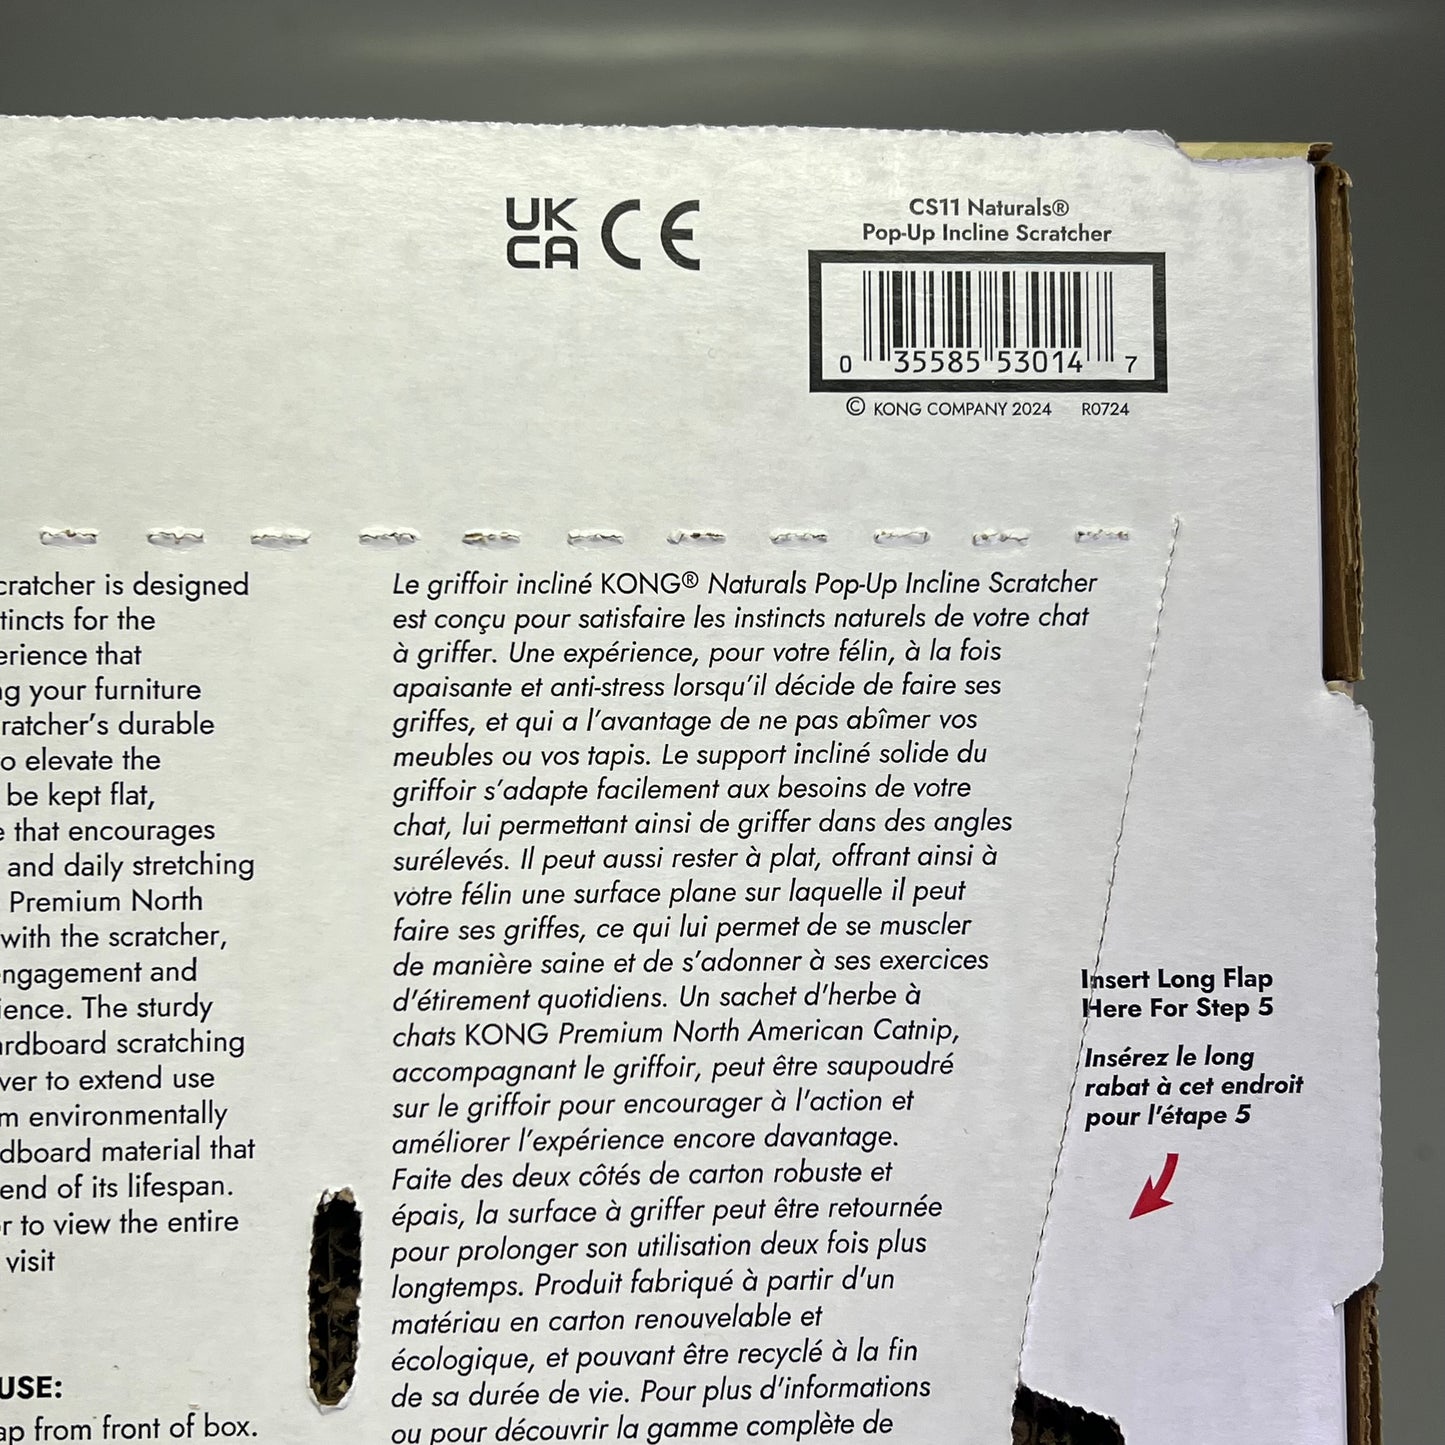 UK
CA CE
CS11 Naturals®
Pop-Up Incline Scratcher
0 35585 53014 7
© KONG COMPANY 2024 R0724
is designed
for the
that
your furniture
durable
elevate the
be kept flat,
that encourages
and daily stretching
Premium North
with the scratcher,
and
The sturdy
scratching
to extend use
environmentally
material that
end of its lifespan.
to view the entire
visit
USE:
from front of box.
Le griffoir incliné KONG® Naturals Pop-Up Incline Scratcher
est conçu pour satisfaire les instincts naturels de votre chat
à griffer. Une expérience, pour votre félin, à la fois
apaisante et anti-stress lorsqu'il décide de faire ses
griffes, et qui a l'avantage de ne pas abîmer vos
meubles ou vos tapis. Le support incliné solide du
griffoir s'adapte facilement aux besoins de votre
chat, lui permettant ainsi de griffer dans des angles
surélevés. Il peut aussi rester à plat, offrant ainsi à
votre félin une surface plane sur laquelle il peut
faire ses griffes, ce qui lui permet de se muscler
de manière saine et de s'adonner à ses exercices
d'étirement quotidiens. Un sachet d'herbe à
chats KONG Premium North American Catnip,
accompagnant le griffoir, peut être saupoudré
sur le griffoir pour encourager à l'action et
améliorer l'expérience encore davantage.
Faite des deux côtés de carton robuste et
épais, la surface à griffer peut être retournée
pour prolonger son utilisation deux fois plus
longtemps. Produit fabriqué à partir d'un
matériau en carton renouvelable et
écologique, et pouvant être recyclé à la fin
de sa durée de vie. Pour plus d'informations
ou pour découvrir la gamme complète de
Insert Long Flap
Here For Step 5
Insérez le long
rabat à cet endroit
pour l'étape 5